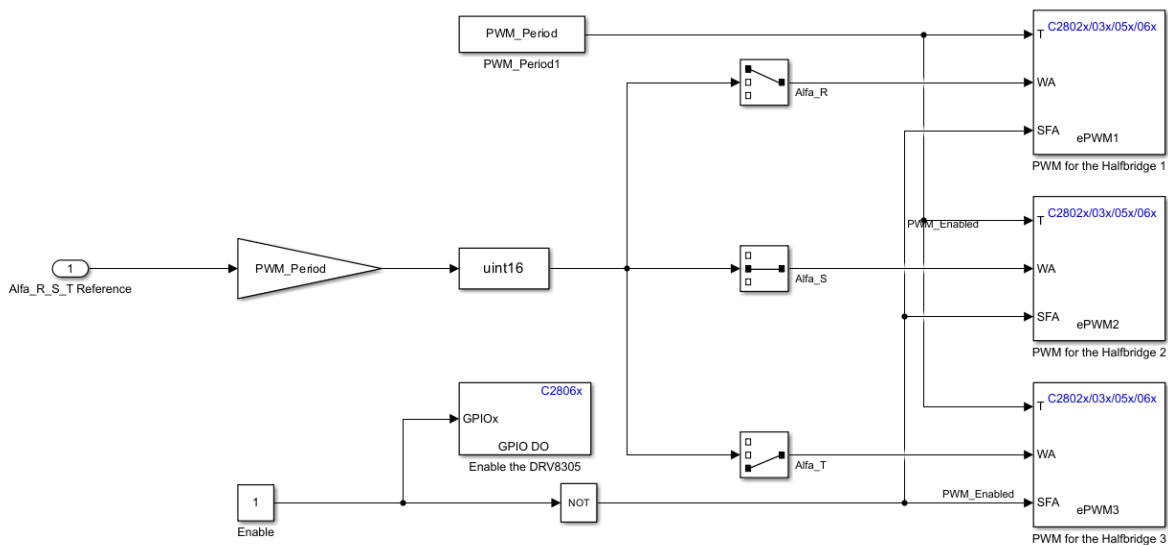 PWM_Period
PWM_Period1
C2802x/03x/05x/06x
T
WA
SFA
ePWM1
PWM for the Halfbridge 1
Alfa_R
1
Alfa_R_S_T Reference
PWM_Period
uint16
Alfa_S
PWM_Enabled
C2802x/03x/05x/06x
T
WA
SFA
ePWM2
PWM for the Halfbridge 2
C2806x
GPIOx
GPIO DO
Enable the DRV8305
Alfa_T
1
Enable
NOT
PWM_Enabled
C2802x/03x/05x/06x
T
WA
SFA
ePWM3
PWM for the Halfbridge 3